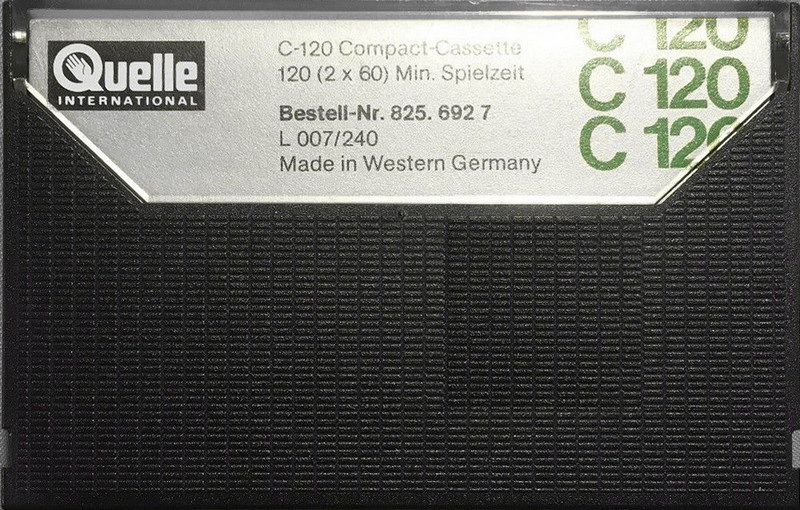 Quelle
INTERNATIONAL
C-120 Compact-Cassette
120 (2 x 60) Min. Spielzeit
Bestell-Nr. 825. 692 7
L 007/240
Made in Western Germany
C 120
C 120
C 120